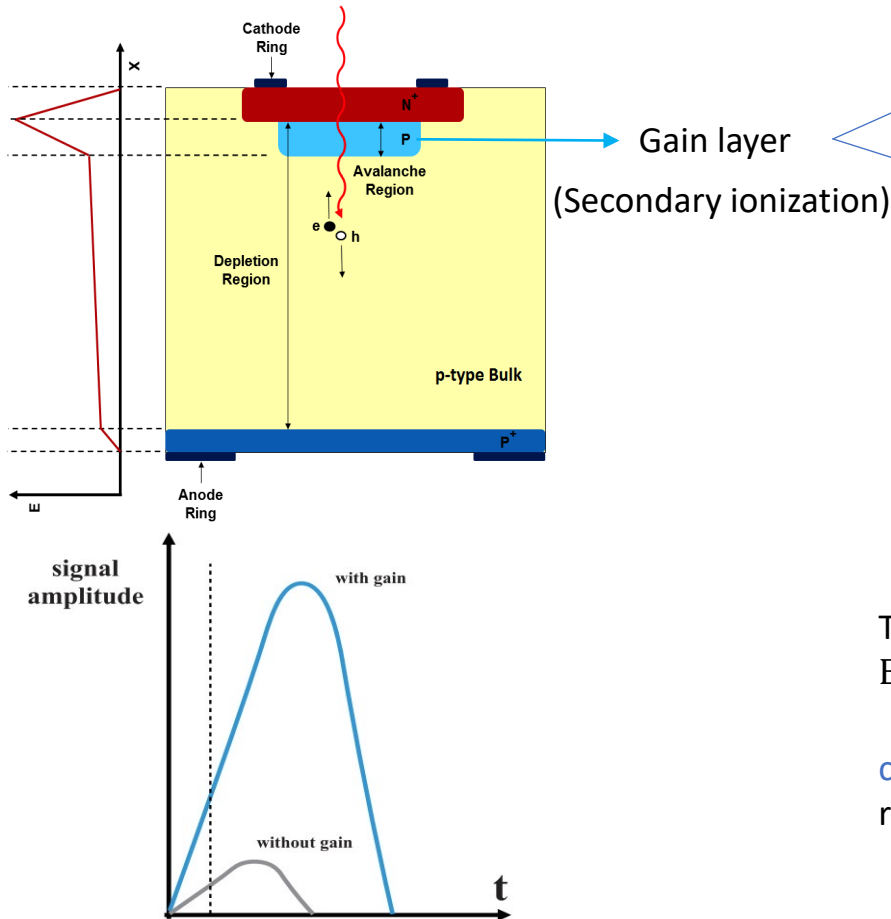 Cathode
Ring
X
N+
P
Gain layer
Avalanche
Region
(Secondary ionization)
e
h
Depletion
Region
p-type Bulk
P+
E
Anode
Ring
signal
amplitude
with gain
without gain
t